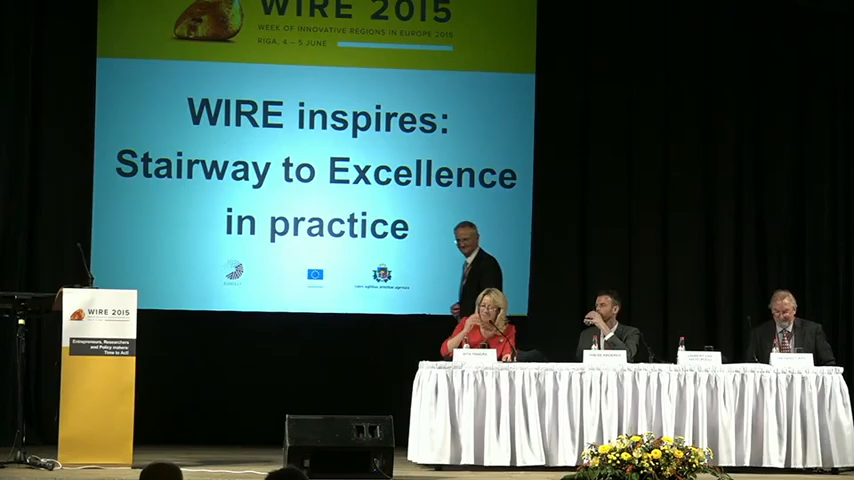 WIRE 2015
WEEK OF INNOVATIVE REGIONS IN EUROPE 2015
RIGA, 4 – 5 JUNE
WIRE inspires:
Stairway to Excellence
in practice
WIRE 2015
Entrepreneurs, Researchers
and Policy makers:
Time to Act!